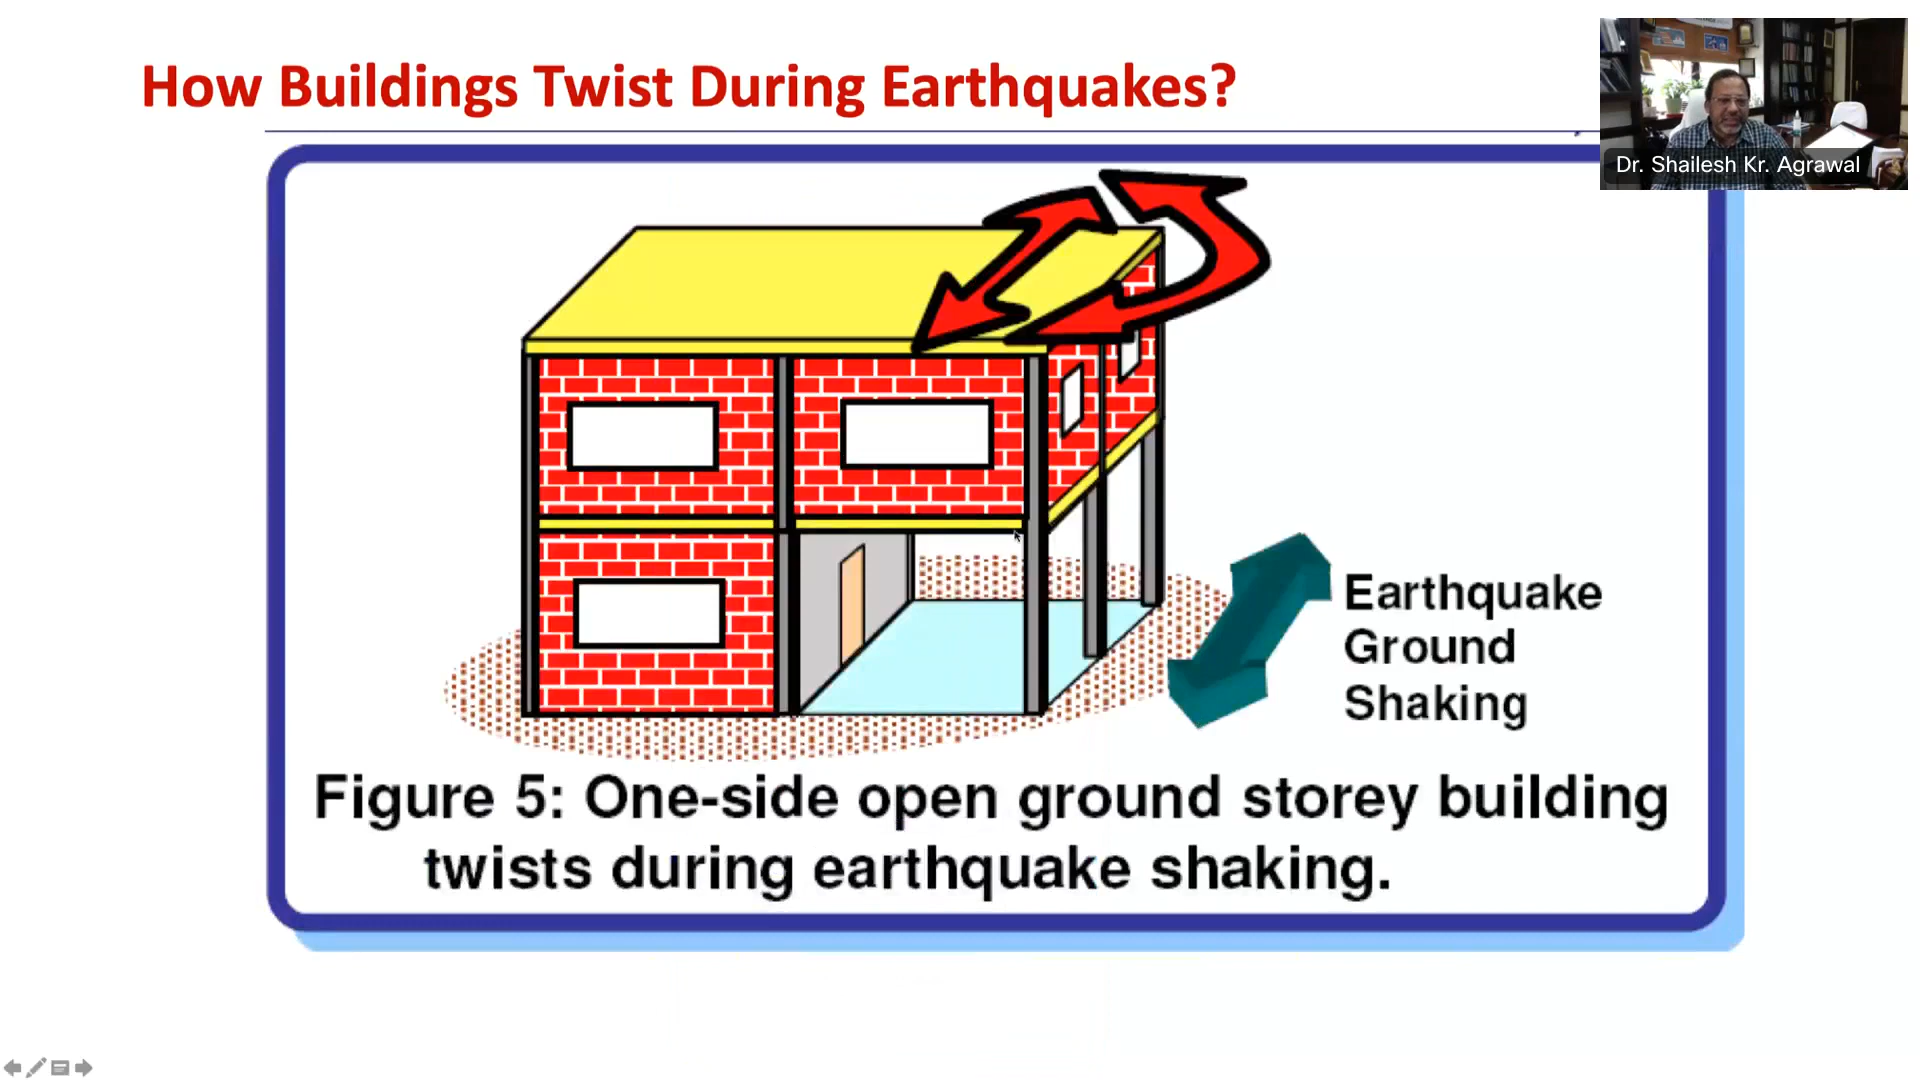 How Buildings Twist During Earthquakes?
Dr. Shailesh Kr. Agrawal
Earthquake
Ground
Shaking
Figure 5: One-side open ground storey building
twists during earthquake shaking.